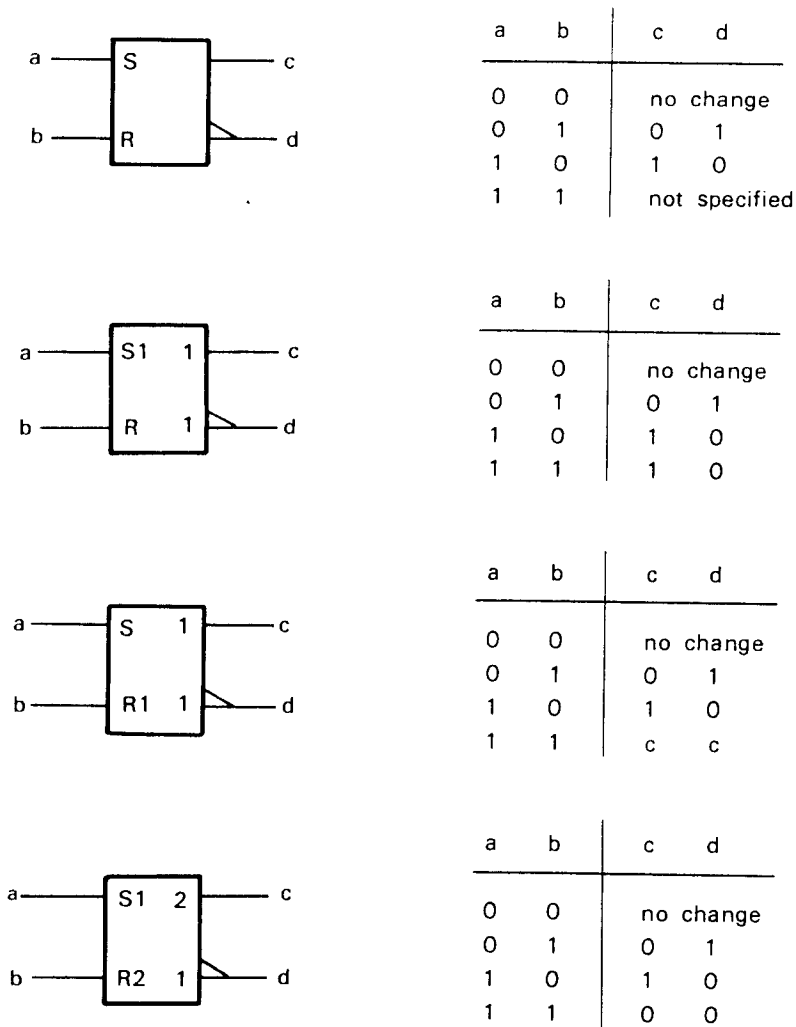 a S c
b R d
a b c d
0 0 no change
0 1 0 1
1 0 1 0
1 1 not specified
a S1 1 c
b R 1 d
a b c d
0 0 no change
0 1 0 1
1 0 1 0
1 1 1 0
a S 1 c
b R1 1 d
a b c d
0 0 no change
0 1 0 1
1 0 1 0
1 1 c c
a S1 2 c
b R2 1 d
a b c d
0 0 no change
0 1 0 1
1 0 1 0
1 1 0 0